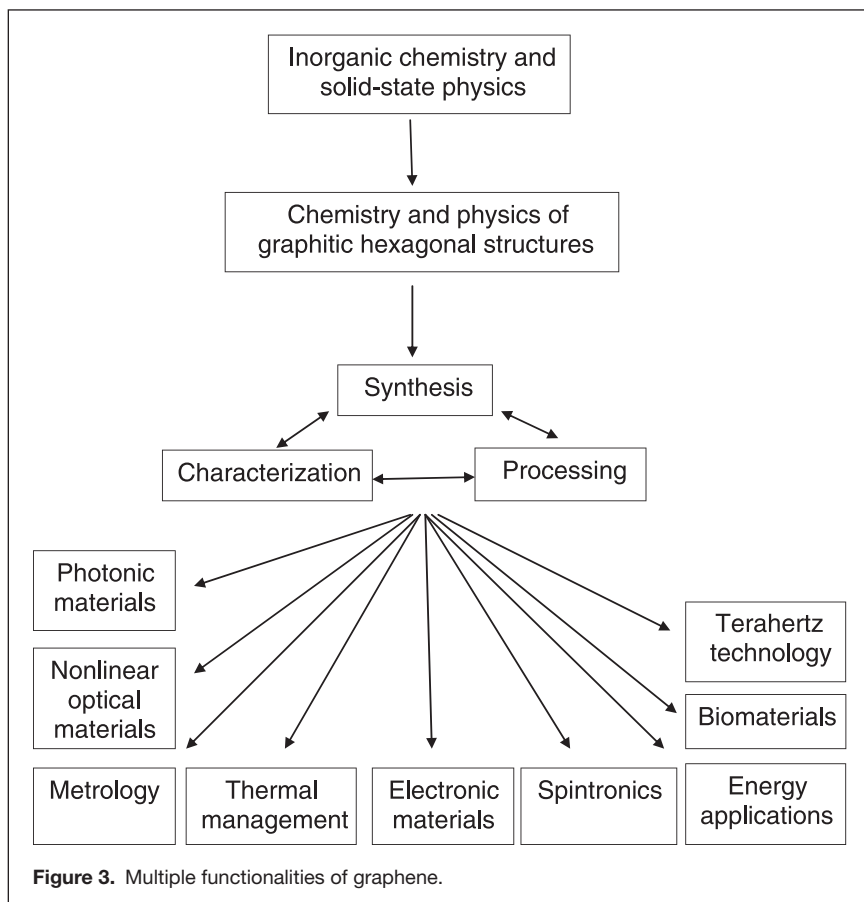 Inorganic chemistry and
solid-state physics
Chemistry and physics of
graphitic hexagonal structures
Synthesis
Characterization
Processing
Photonic
materials
Nonlinear
optical
materials
Terahertz
technology
Biomaterials
Metrology
Thermal
management
Electronic
materials
Spintronics
Energy
applications
Figure 3. Multiple functionalities of graphene.